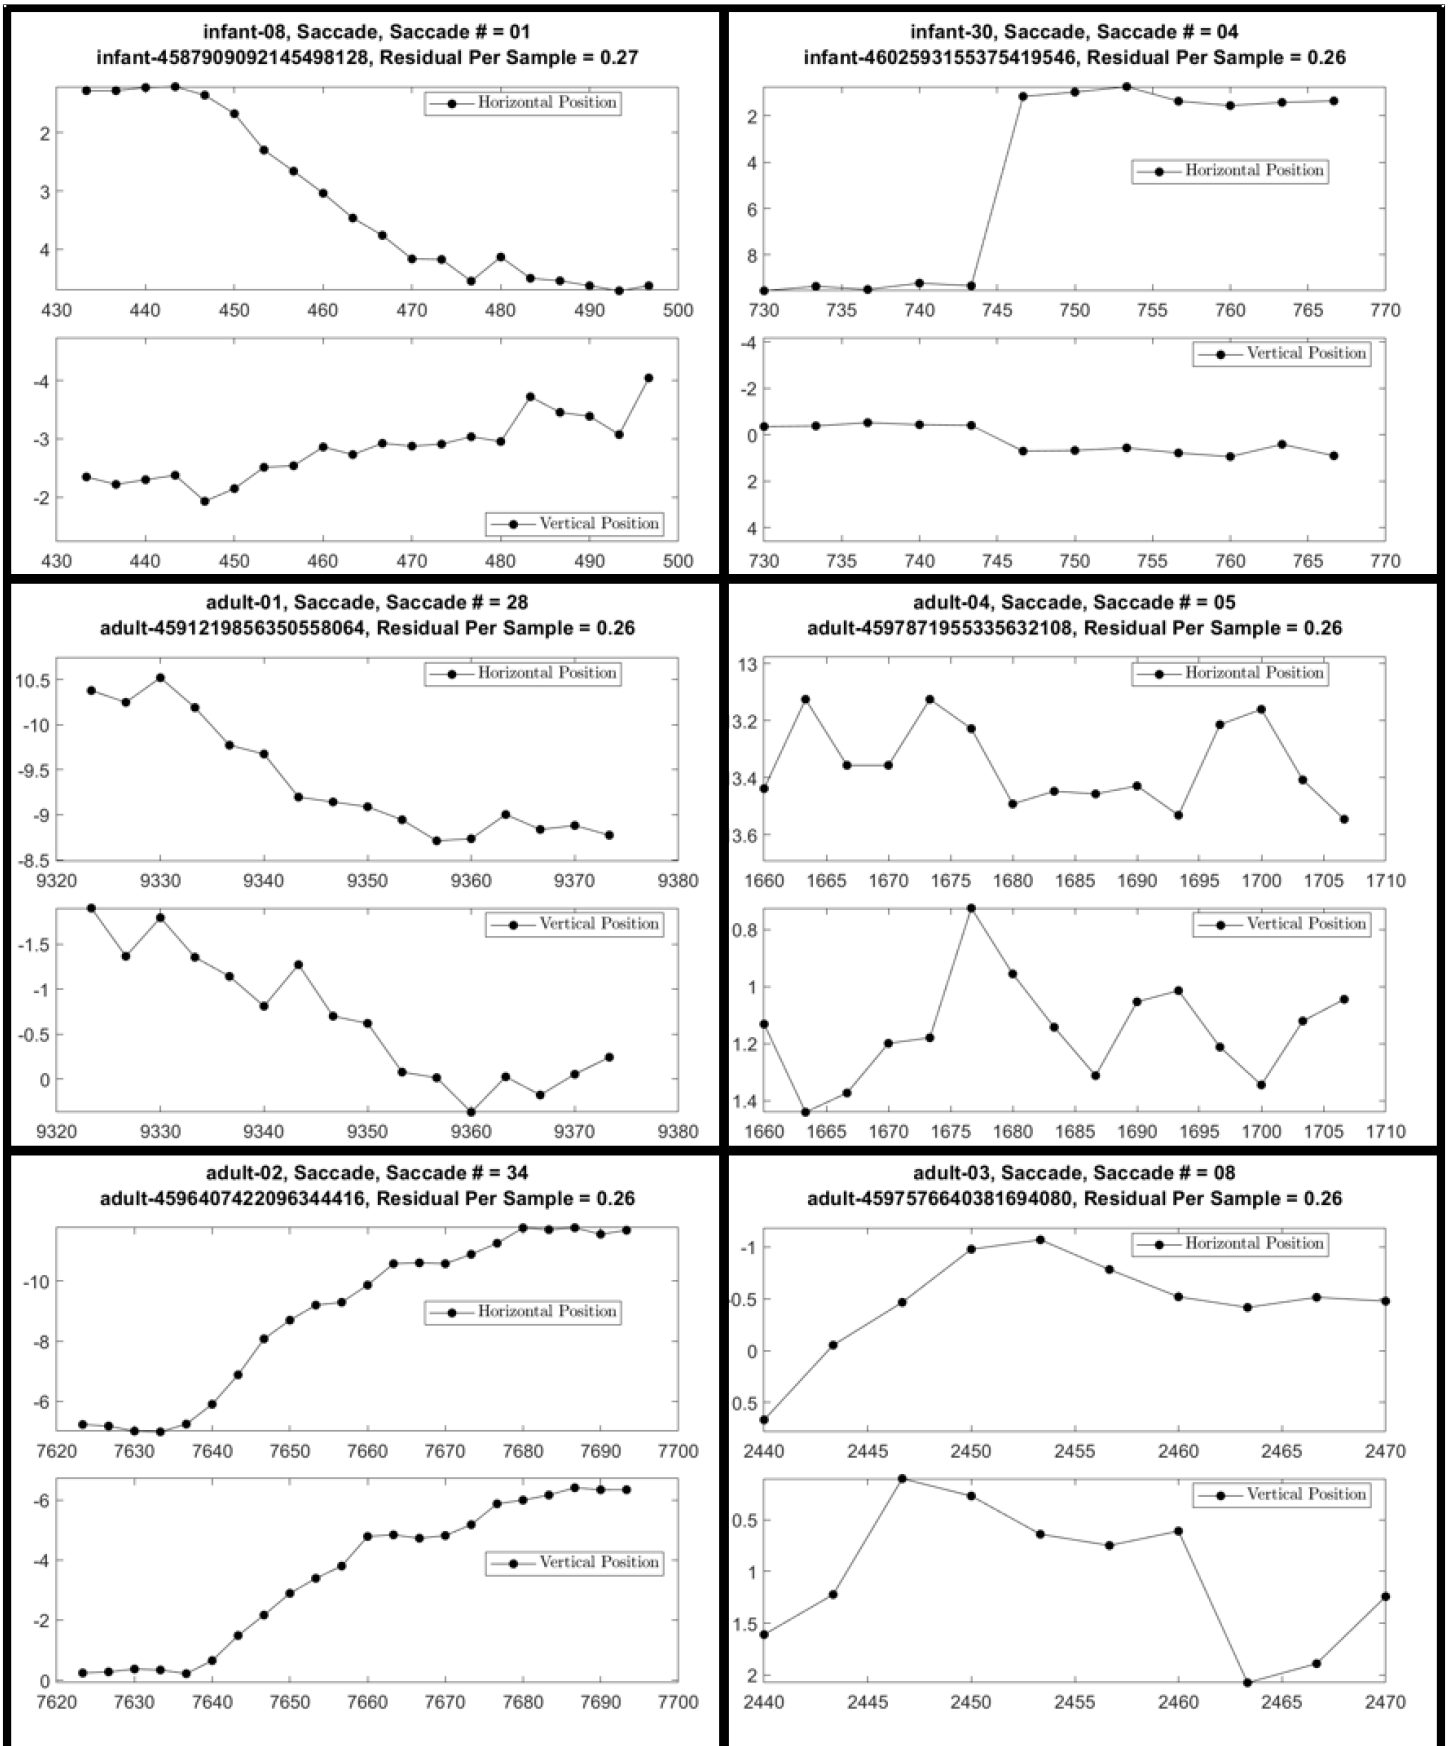 infant-08, Saccade, Saccade # = 01
infant-4587909092145498128, Residual Per Sample = 0.27
Horizontal Position
2
3
4
430 440 450 460 470 480 490 500
-4
-3
-2
Vertical Position
430 440 450 460 470 480 490 500
infant-30, Saccade, Saccade # = 04
infant-4602593155375419546, Residual Per Sample = 0.26
2
4
Horizontal Position
6
8
730 735 740 745 750 755 760 765 770
-4
Vertical Position
-2
0
2
4
730 735 740 745 750 755 760 765 770
adult-01, Saccade, Saccade # = 28
adult-4591219856350558064, Residual Per Sample = 0.26
Horizontal Position
10.5
-10
-9.5
-9
-8.5
9320 9330 9340 9350 9360 9370 9380
Vertical Position
-1.5
-1
-0.5
0
9320 9330 9340 9350 9360 9370 9380
adult-04, Saccade, Saccade # = 05
adult-4597871955335632108, Residual Per Sample = 0.26
13
Horizontal Position
3.2
3.4
3.6
1660 1665 1670 1675 1680 1685 1690 1695 1700 1705 1710
Vertical Position
0.8
1
1.2
1.4
1660 1665 1670 1675 1680 1685 1690 1695 1700 1705 1710
adult-02, Saccade, Saccade # = 34
adult-4596407422096344416, Residual Per Sample = 0.26
-10
Horizontal Position
-8
-6
7620 7630 7640 7650 7660 7670 7680 7690 7700
-6
-4
Vertical Position
-2
0
7620 7630 7640 7650 7660 7670 7680 7690 7700
adult-03, Saccade, Saccade # = 08
adult-4597576640381694080, Residual Per Sample = 0.26
-1
Horizontal Position
0.5
0
0.5
2440 2445 2450 2455 2460 2465 2470
Vertical Position
0.5
1
1.5
2
2440 2445 2450 2455 2460 2465 2470